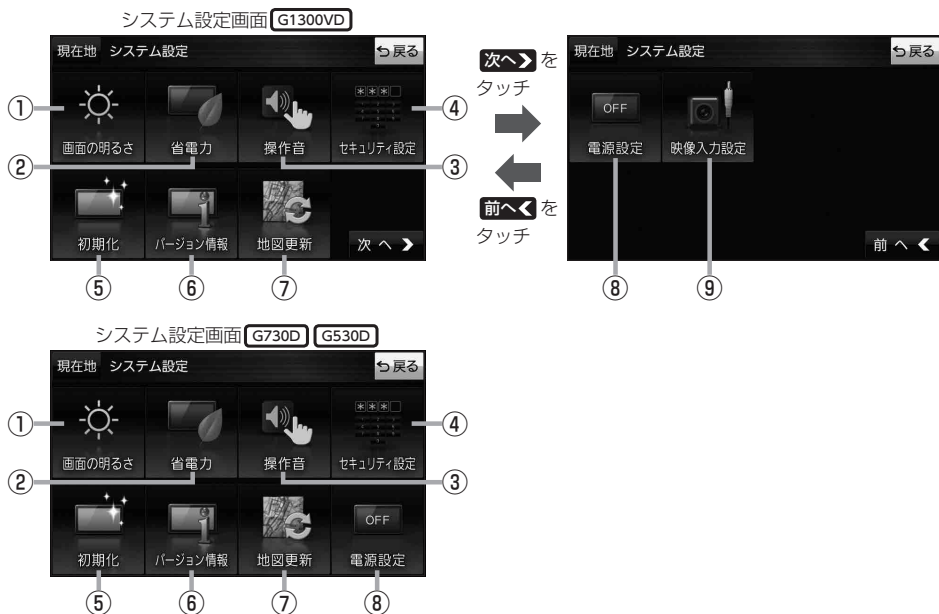 システム設定画面 G1300VD
現在地 システム設定 戻る
① ④
画面の明るさ 省電力 操作音 セキュリティ設定
② ③
初期化 バージョン情報 地図更新 次へ
⑤ ⑥ ⑦
次へ を
タッチ
前へ を
タッチ
現在地 システム設定 戻る
OFF
電源設定 映像入力設定
前へ
⑧ ⑨
システム設定画面 G730D G530D
現在地 システム設定 戻る
① ④
画面の明るさ 省電力 操作音 セキュリティ設定
② ③
OFF
初期化 バージョン情報 地図更新 電源設定
⑤ ⑥ ⑦ ⑧